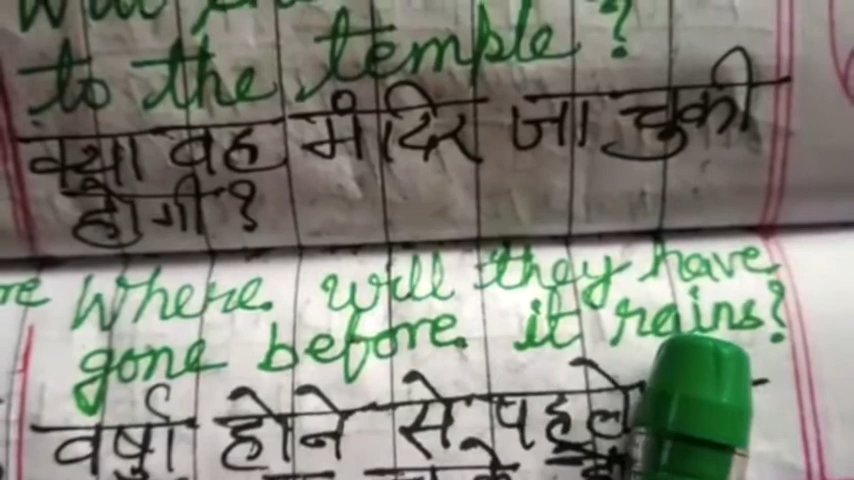 to the temple?
क्या वह मंदिर जा चुकी
होगी?
Where will they have
gone before it rains?
वर्षा होने से पहले